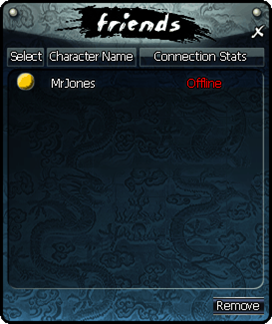 friends
X
Select Character Name Connection Stats
MrJones Offline
Remove